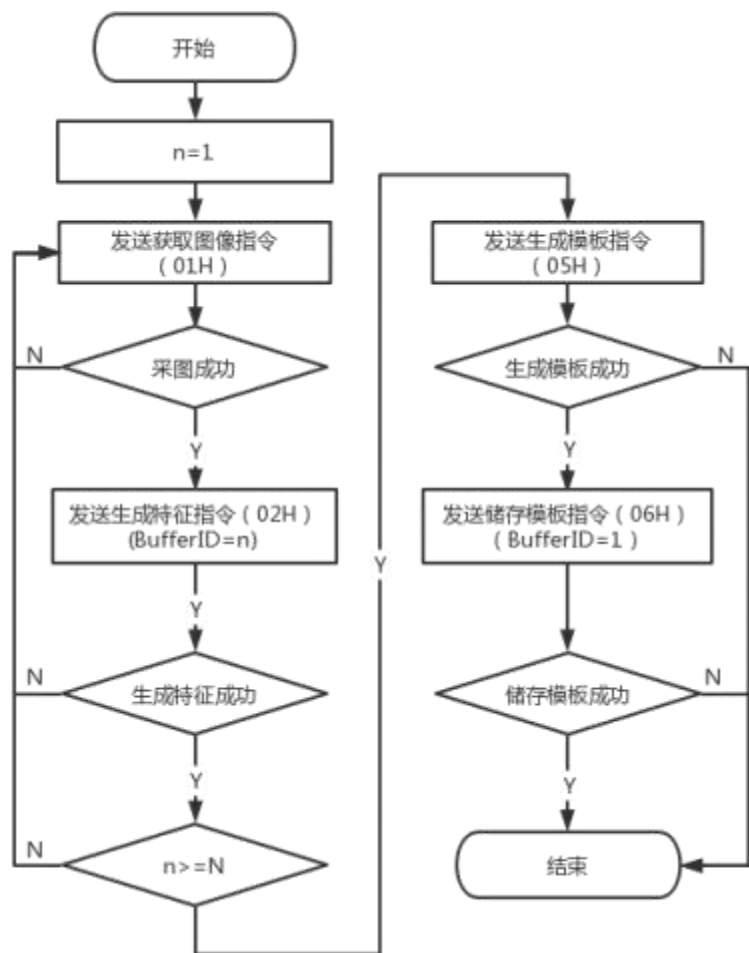 开始
n=1
发送获取图像指令
（01H）
N
采图成功
Y
发送生成特征指令（02H）
(BufferID=n)
Y
N
生成特征成功
Y
N
n>=N
Y
发送生成模板指令
（05H）
生成模板成功
N
Y
发送储存模板指令（06H）
（BufferID=1）
储存模板成功
N
Y
结束